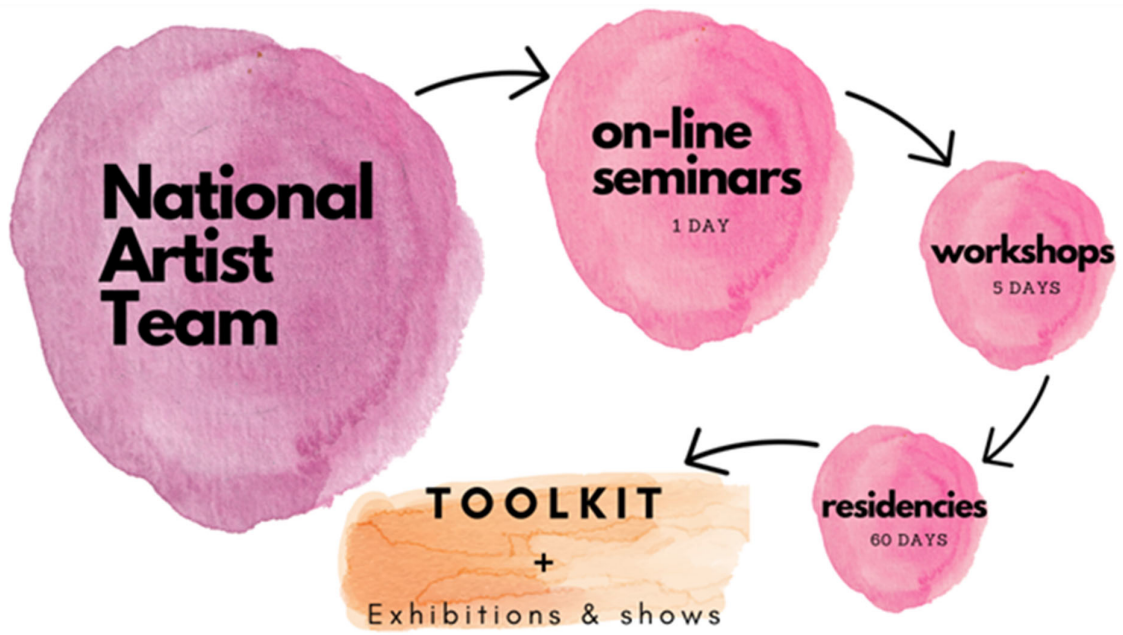 National
Artist
Team
on-line
seminars
1 DAY
workshops
5 DAYS
residencies
60 DAYS
TOOLKIT
+
Exhibitions & shows